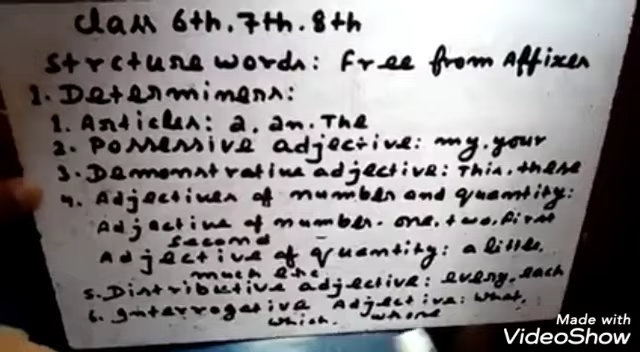 Class 6th. 7th. 8th
Strcture words: Free from Affixes
1. Determiners:
1. Articles: a. an. The
2. Possessive adjective: my. your
3. Demonstrative adjective: This. these
4. Adjectives of number and quantity:
Adjective of number. one. two. first
second
Adjective of quantity: a little,
much etc
5. Distributive adjective: every, each
6. Interrogative Adjective: what,
which. whose
Made with
VideoShow